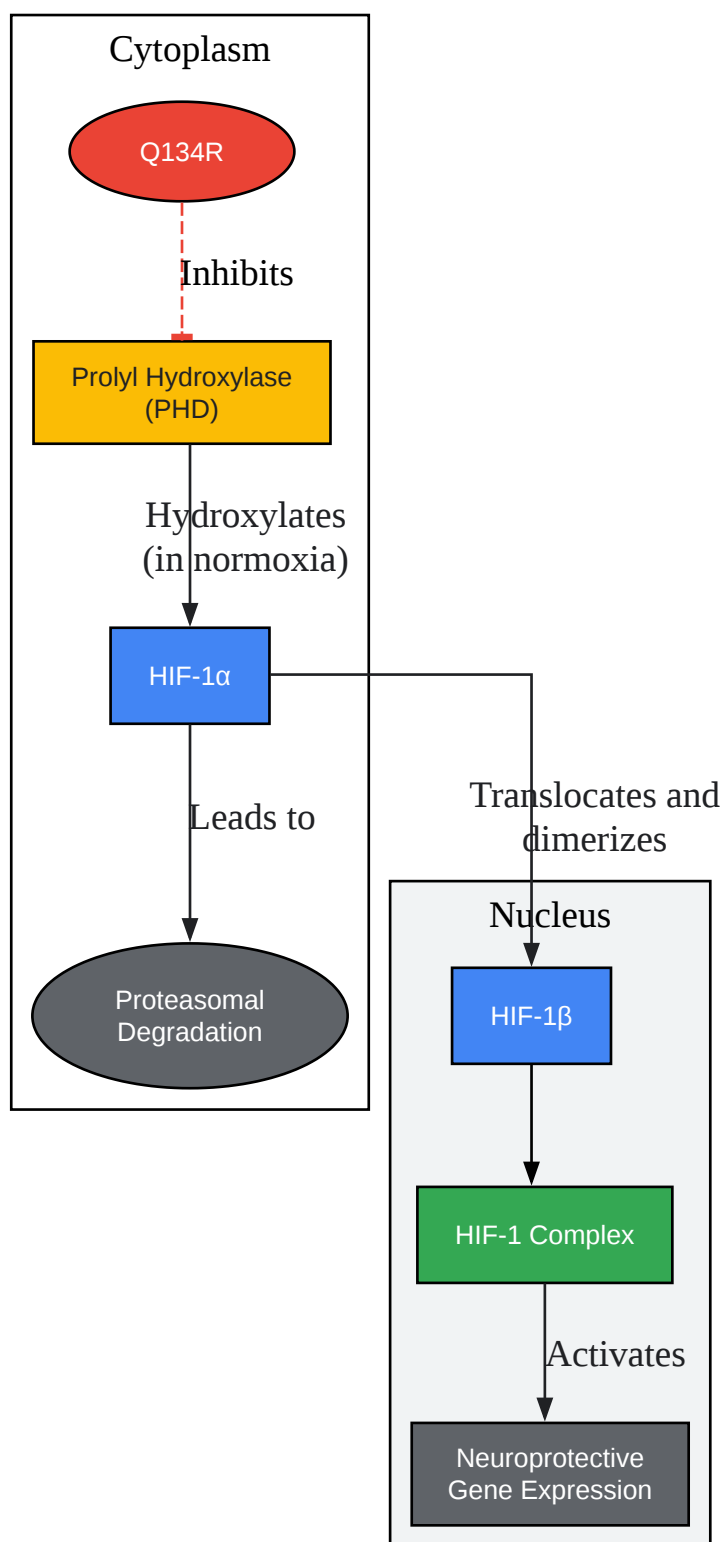 Cytoplasm
Q134R
Inhibits
Prolyl Hydroxylase
(PHD)
Hydroxylates
(in normoxia)
HIF-1α
Leads to
Proteasomal
Degradation
Translocates and
dimerizes
Nucleus
HIF-1β
HIF-1 Complex
Activates
Neuroprotective
Gene Expression